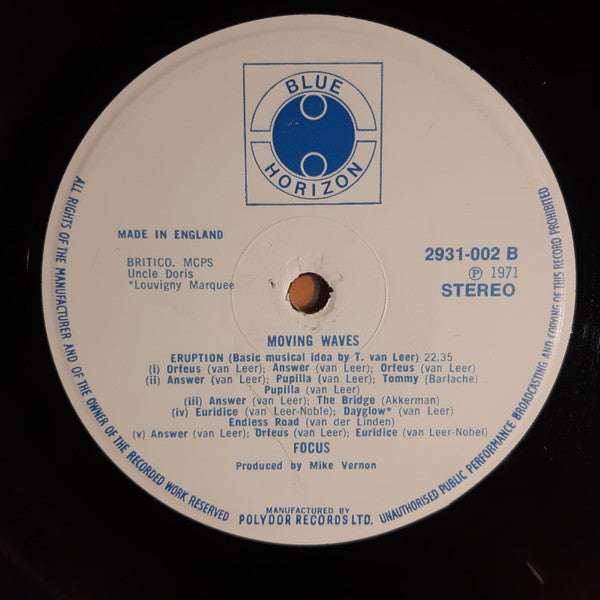 BLUE
HORIZON
MADE IN ENGLAND
BRITICO. MCPS
Uncle Doris
*Louvigny Marquee
2931-002 B
Ⓟ 1971
STEREO
MOVING WAVES
ERUPTION (Basic musical idea by T. van Leer) 22.35
(i) Orfeus (van Leer); Answer (van Leer); Orfeus (van Leer)
(ii) Answer (van Leer); Pupilla (van Leer); Tommy (Barlache)
Pupilla (van Leer)
(iii) Answer (van Leer); The Bridge (Akkerman)
(iv) Euridice (van Leer-Noble); Dayglow* (van Leer)
Endless Road (van der Linden)
(v) Answer (van Leer); Orfeus (van Leer); Euridice (van Leer-Nobel)
FOCUS
Produced by Mike Vernon
MANUFACTURED BY
POLYDOR RECORDS LTD.
ALL RIGHTS OF THE MANUFACTURER AND OF THE OWNER OF THE RECORDED WORK RESERVED
UNAUTHORISED PUBLIC PERFORMANCE BROADCASTING AND COPYING OF THIS RECORD PROHIBITED